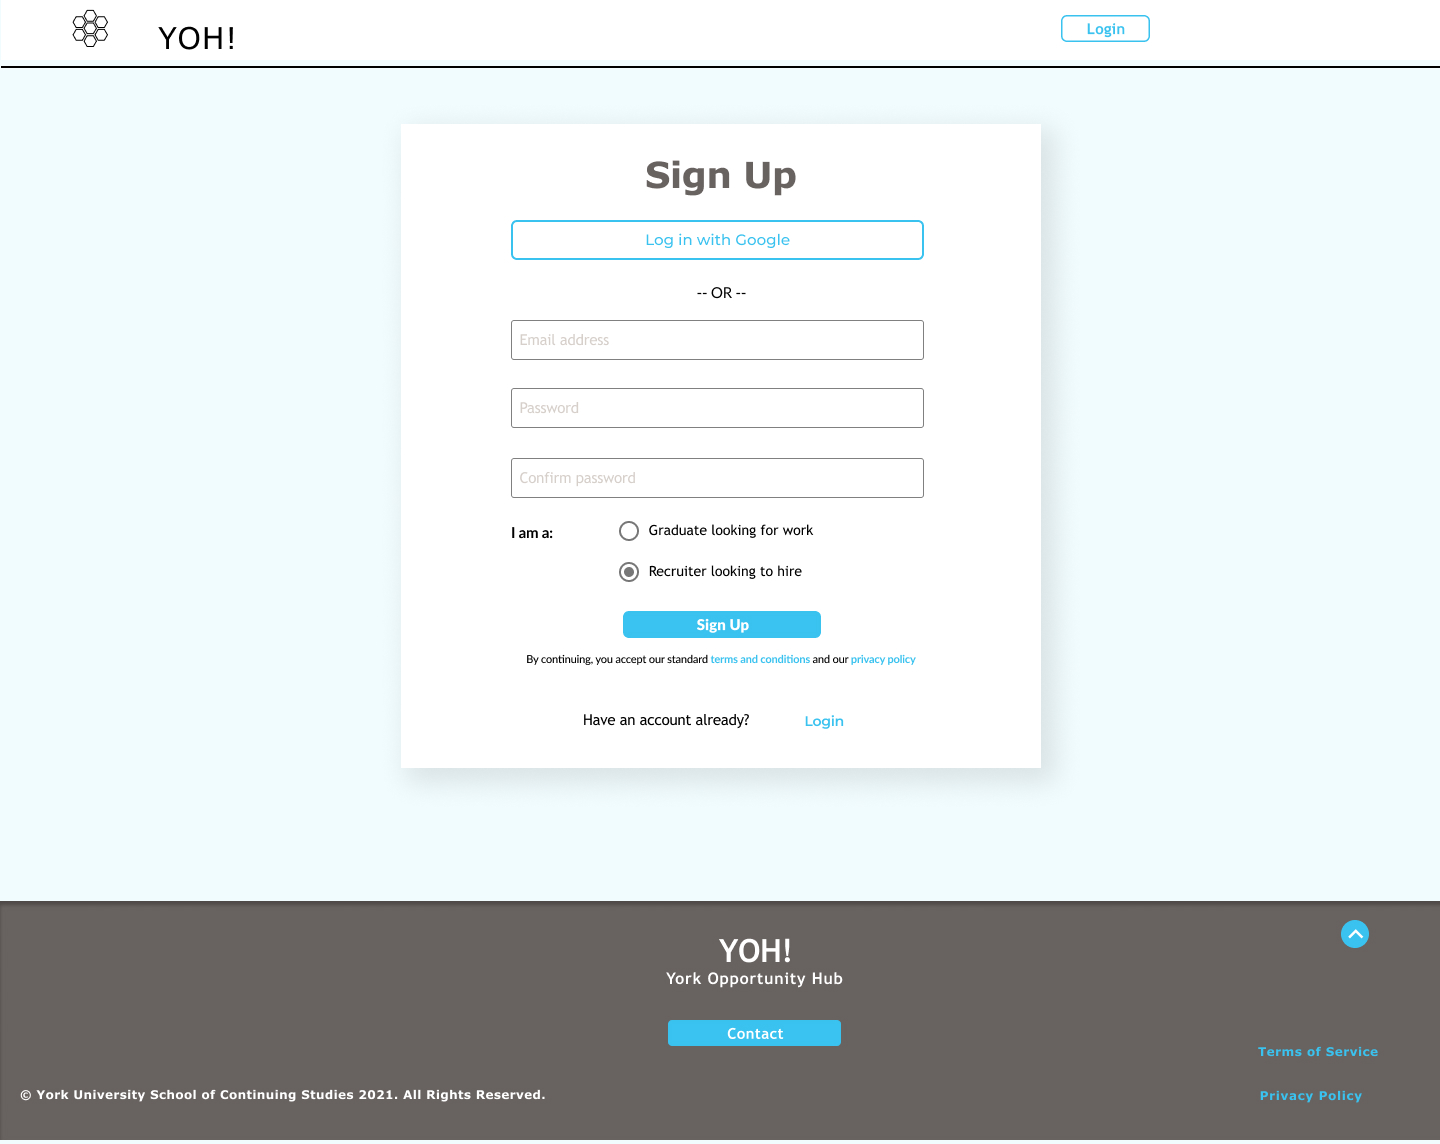 YOH!
Login
Sign Up
Log in with Google
-- OR --
Email address
Password
Confirm password
I am a:
Graduate looking for work
Recruiter looking to hire
Sign Up
By continuing, you accept our standard terms and conditions and our privacy policy
Have an account already?
Login
YOH!
York Opportunity Hub
Contact
Terms of Service
© York University School of Continuing Studies 2021. All Rights Reserved.
Privacy Policy